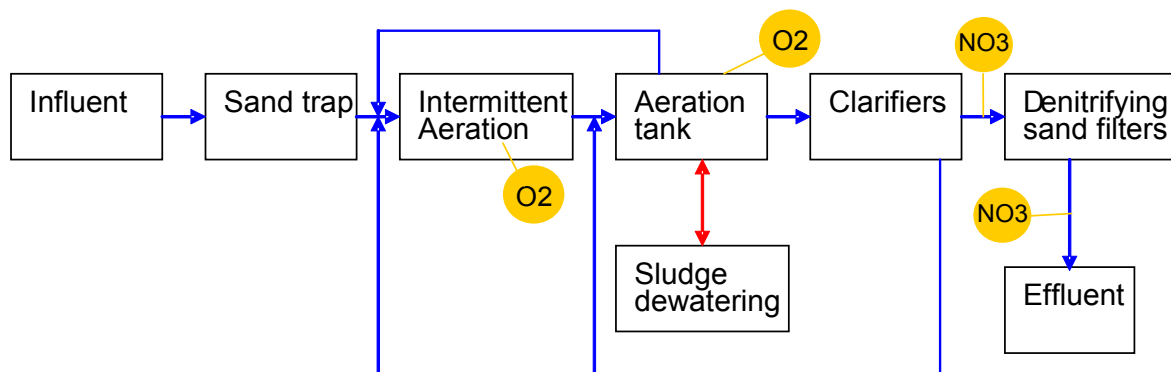 O2
NO3
Influent
Sand trap
Intermittent
Aeration
Aeration
tank
Clarifiers
Denitrifying
sand filters
O2
NO3
Sludge
dewatering
Effluent